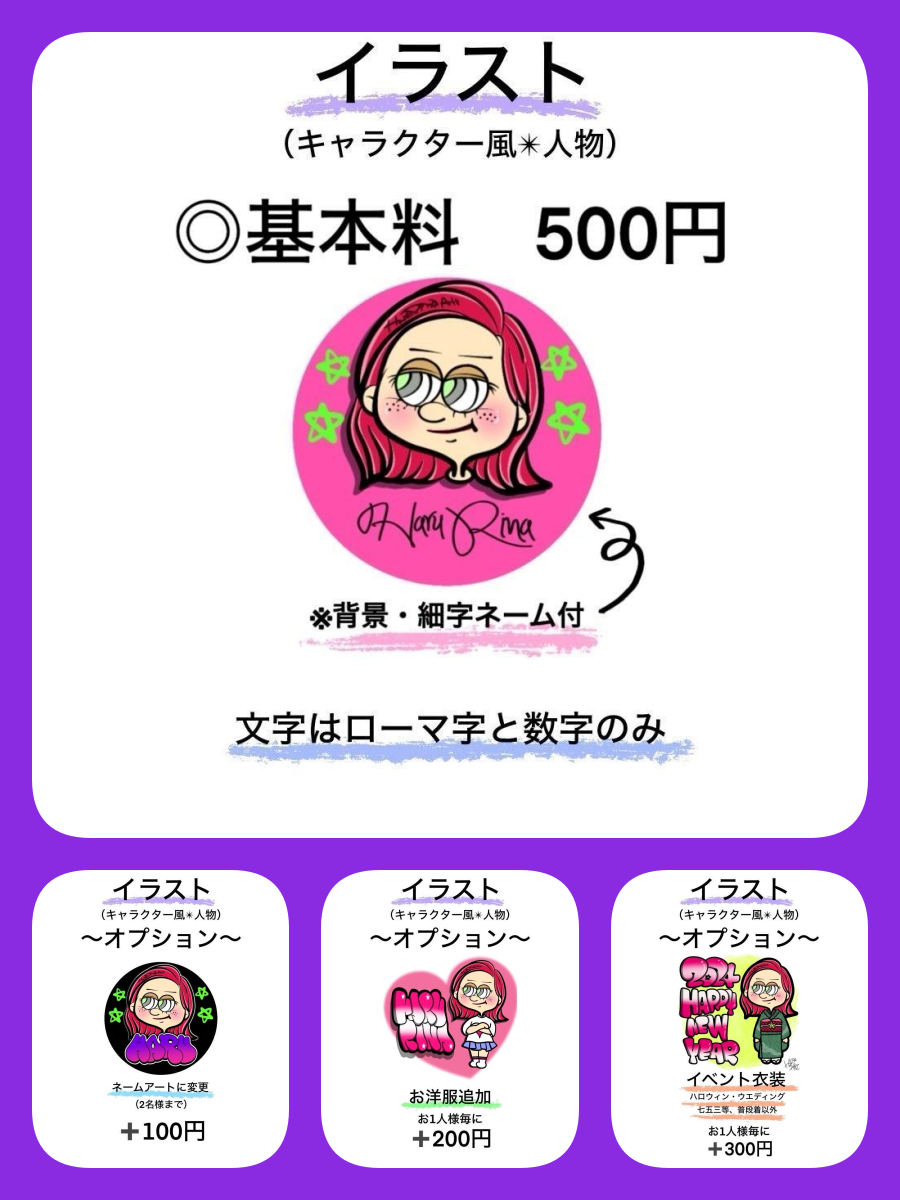 イラスト
（キャラクター風✴人物）
◎基本料　500円
Haru Rina
※背景・細字ネーム付
文字はローマ字と数字のみ
イラスト
（キャラクター風✴人物）
〜オプション〜
HARU
ネームアートに変更
（2名様まで）
＋100円
イラスト
（キャラクター風✴人物）
〜オプション〜
お洋服追加
お1人様毎に
＋200円
イラスト
（キャラクター風✴人物）
〜オプション〜
2024
HAPPY
NEW
YEAR
イベント衣装
ハロウィン・ウエディング
七五三等、普段着以外
お1人様毎に
＋300円